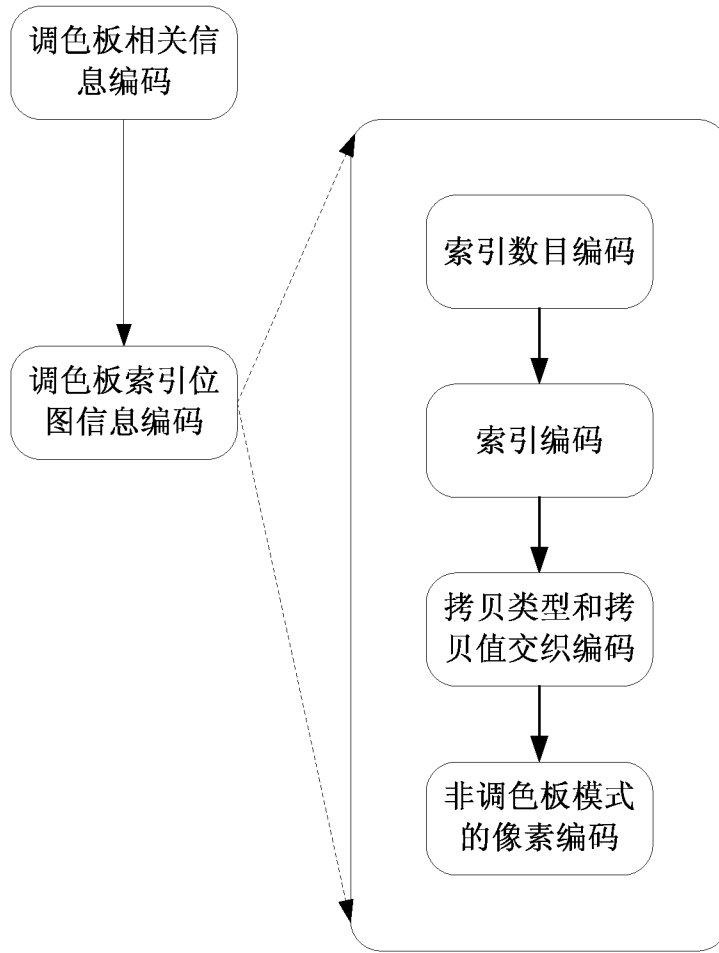 调色板相关信
息编码
调色板索引位
图信息编码
索引数目编码
索引编码
拷贝类型和拷
贝值交织编码
非调色板模式
的像素编码